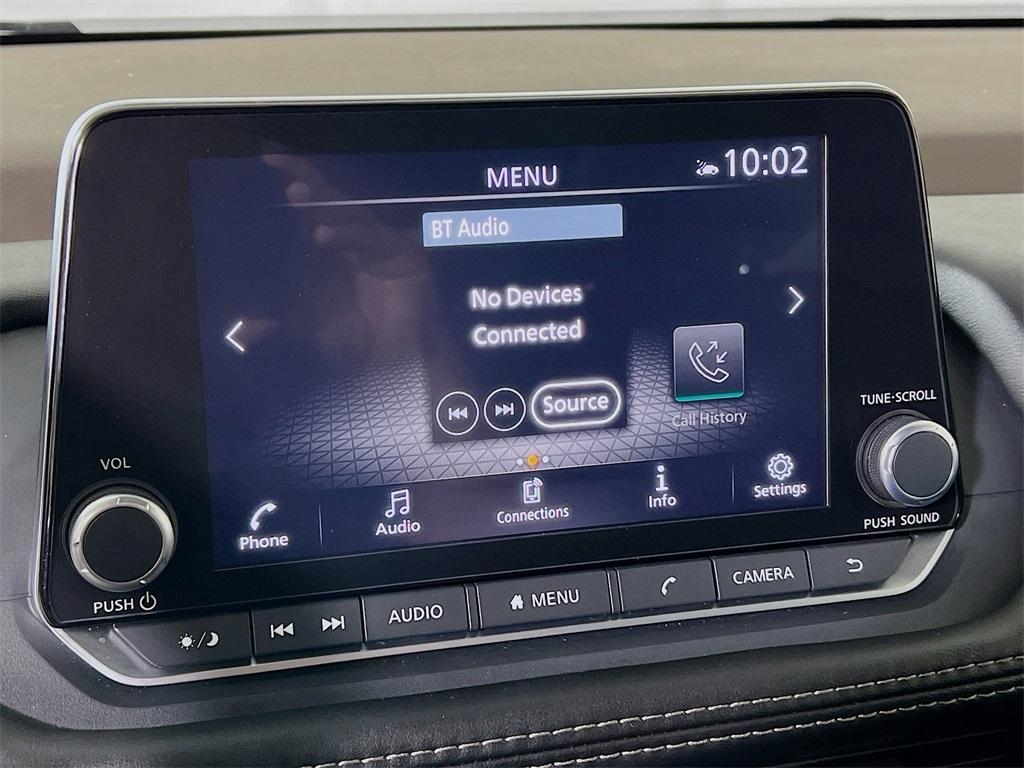 MENU
10:02
BT Audio
No Devices
Connected
Source
Call History
Phone
Audio
Connections
Info
Settings
VOL
PUSH
TUNE·SCROLL
PUSH SOUND
AUDIO
MENU
CAMERA